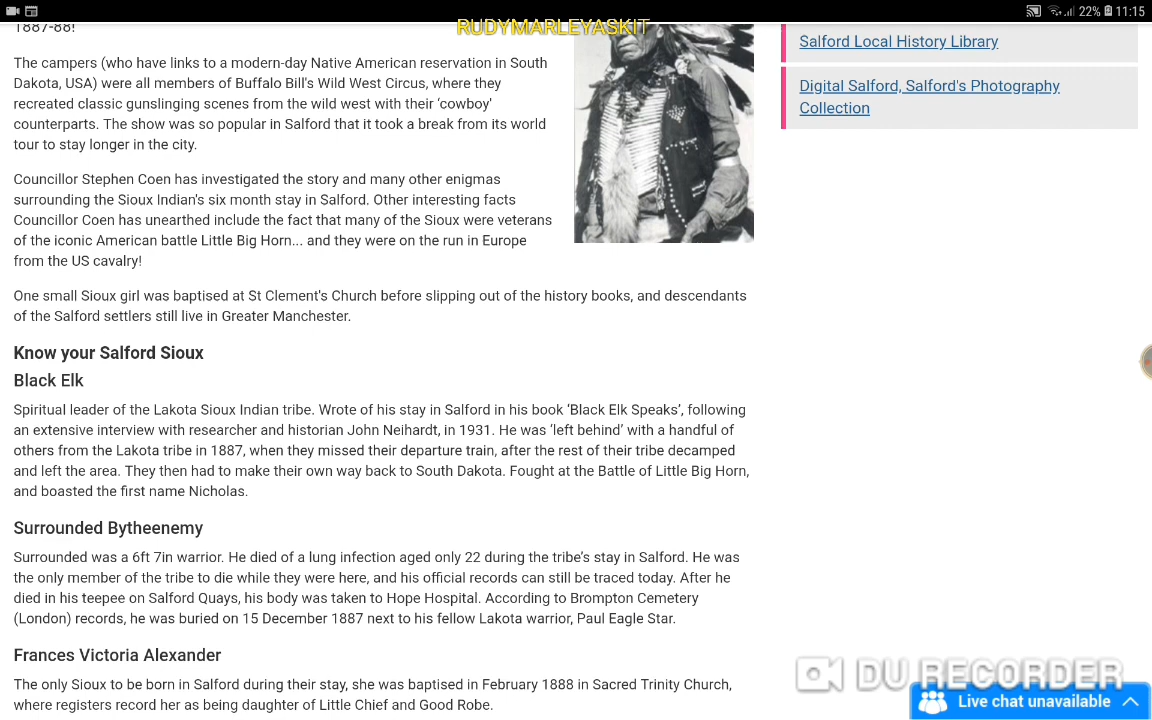 22% 11:15
RUDYMARLEYASKIT
1887-88!
The campers (who have links to a modern-day Native American reservation in South
Dakota, USA) were all members of Buffalo Bill's Wild West Circus, where they
recreated classic gunslinging scenes from the wild west with their 'cowboy'
counterparts. The show was so popular in Salford that it took a break from its world
tour to stay longer in the city.
Councillor Stephen Coen has investigated the story and many other enigmas
surrounding the Sioux Indian's six month stay in Salford. Other interesting facts
Councillor Coen has unearthed include the fact that many of the Sioux were veterans
of the iconic American battle Little Big Horn... and they were on the run in Europe
from the US cavalry!
One small Sioux girl was baptised at St Clement's Church before slipping out of the history books, and descendants
of the Salford settlers still live in Greater Manchester.
Know your Salford Sioux
Black Elk
Spiritual leader of the Lakota Sioux Indian tribe. Wrote of his stay in Salford in his book 'Black Elk Speaks', following
an extensive interview with researcher and historian John Neihardt, in 1931. He was 'left behind' with a handful of
others from the Lakota tribe in 1887, when they missed their departure train, after the rest of their tribe decamped
and left the area. They then had to make their own way back to South Dakota. Fought at the Battle of Little Big Horn,
and boasted the first name Nicholas.
Surrounded Bytheenemy
Surrounded was a 6ft 7in warrior. He died of a lung infection aged only 22 during the tribe's stay in Salford. He was
the only member of the tribe to die while they were here, and his official records can still be traced today. After he
died in his teepee on Salford Quays, his body was taken to Hope Hospital. According to Brompton Cemetery
(London) records, he was buried on 15 December 1887 next to his fellow Lakota warrior, Paul Eagle Star.
Frances Victoria Alexander
The only Sioux to be born in Salford during their stay, she was baptised in February 1888 in Sacred Trinity Church,
where registers record her as being daughter of Little Chief and Good Robe.
Salford Local History Library
Digital Salford, Salford's Photography
Collection
DU RECORDER
Live chat unavailable